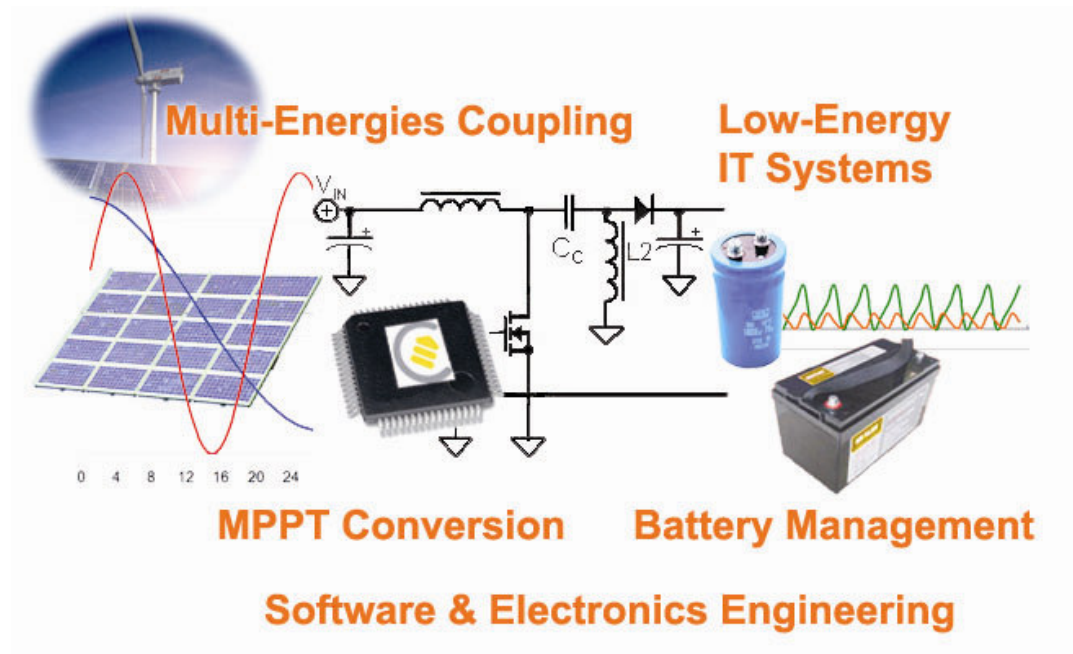 Multi-Energies Coupling
Low-Energy
IT Systems
VIN
CC
L2
0 4 8 12 16 20 24
MPPT Conversion
Battery Management
Software & Electronics Engineering